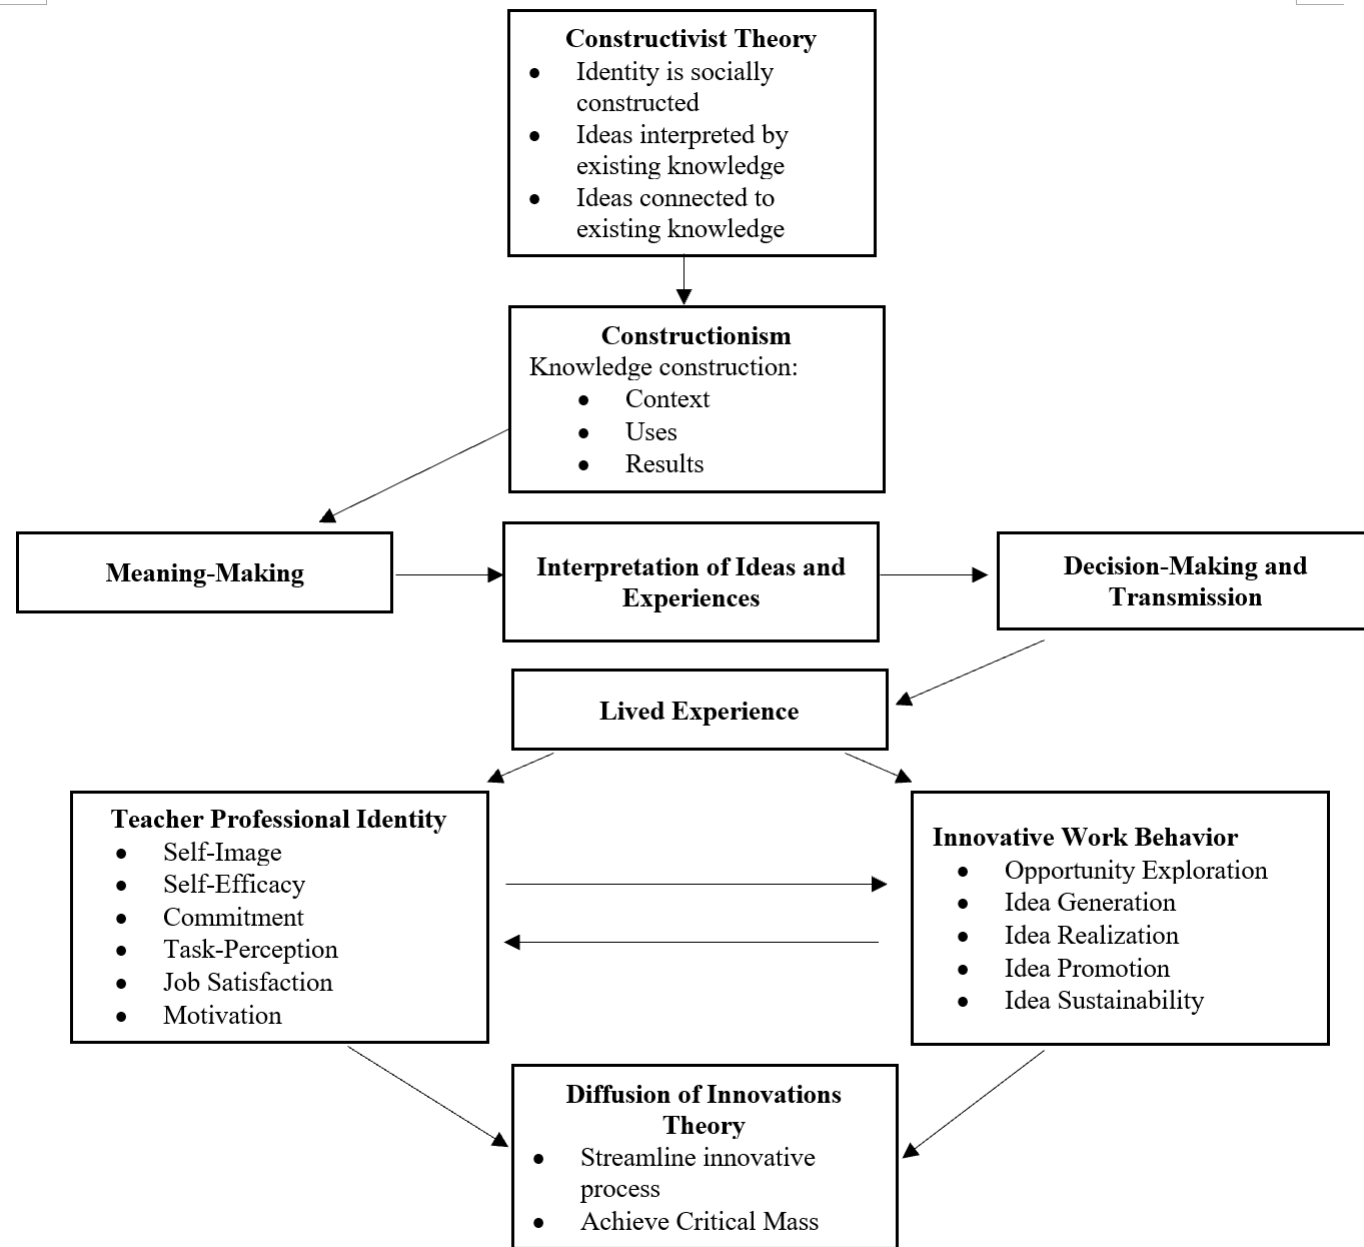 Constructivist Theory
● Identity is socially
constructed
● Ideas interpreted by
existing knowledge
● Ideas connected to
existing knowledge
Constructionism
Knowledge construction:
● Context
● Uses
● Results
Meaning-Making
Interpretation of Ideas and
Experiences
Decision-Making and
Transmission
Lived Experience
Teacher Professional Identity
● Self-Image
● Self-Efficacy
● Commitment
● Task-Perception
● Job Satisfaction
● Motivation
Innovative Work Behavior
● Opportunity Exploration
● Idea Generation
● Idea Realization
● Idea Promotion
● Idea Sustainability
Diffusion of Innovations
Theory
● Streamline innovative
process
● Achieve Critical Mass